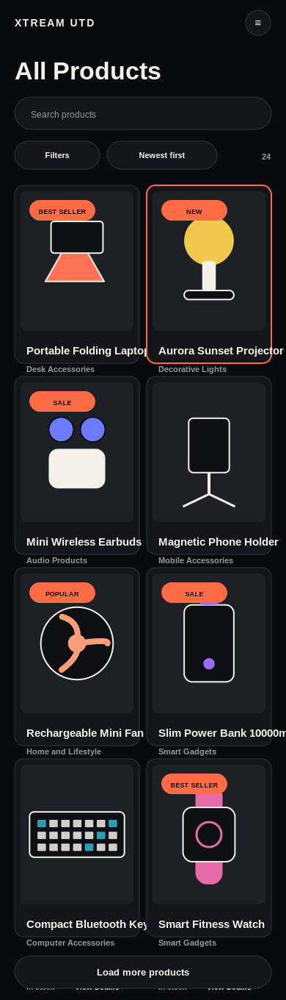 XTREAM UTD
≡
All Products
Search products
Filters
Newest first
24
BEST SELLER
NEW
Portable Folding Laptop
Aurora Sunset Projector
Desk Accessories
Decorative Lights
SALE
Mini Wireless Earbuds
Magnetic Phone Holder
Audio Products
Mobile Accessories
POPULAR
SALE
Rechargeable Mini Fan
Slim Power Bank 10000m
Home and Lifestyle
Smart Gadgets
BEST SELLER
Compact Bluetooth Key
Smart Fitness Watch
Computer Accessories
Smart Gadgets
Load more products